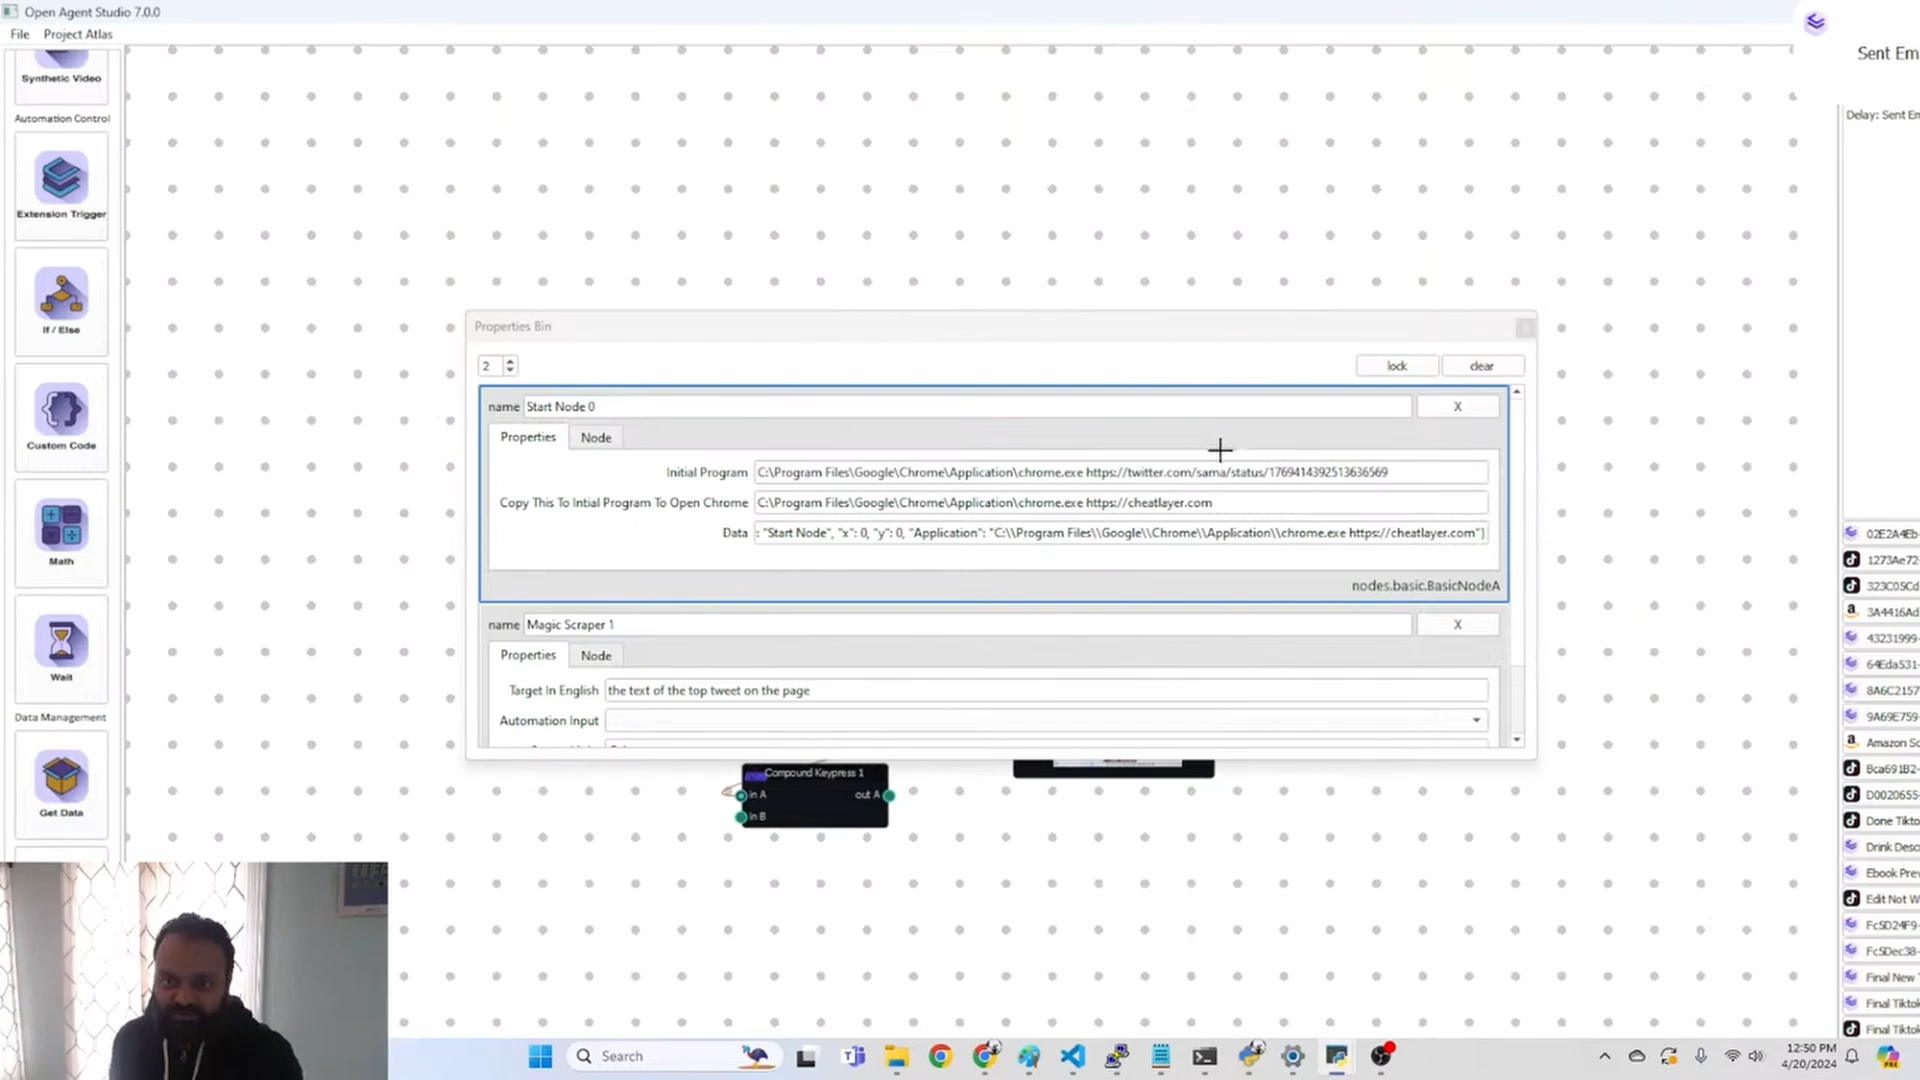 Open Agent Studio 7.0.0
File Project Atlas
Synthetic Video
Automation Control
Extension Trigger
If / Else
Custom Code
Math
Wait
Data Management
Get Data
Sent Em
Delay: Sent En
Properties Bin
2
lock
clear
name Start Node 0 X
Properties Node
Initial Program C:\Program Files\Google\Chrome\Application\chrome.exe https://twitter.com/sama/status/1769414392513636569
Copy This To Intial Program To Open Chrome C:\Program Files\Google\Chrome\Application\chrome.exe https://cheatlayer.com
Data : "Start Node", "x": 0, "y": 0, "Application": "C:\\Program Files\\Google\\Chrome\\Application\\chrome.exe https://cheatlayer.com"}
nodes.basic.BasicNodeA
name Magic Scraper 1 X
Properties Node
Target In English the text of the top tweet on the page
Automation Input
Compound Keypress 1
in A out A
in B
02E2A4Eb-
1273Ae72-
323C05Cd
3A4416Ad
43231999-
64Eda531-
8A6C2157
9A69E759-
Amazon Sc
Bca691B2-
D0020655-
Done Tikto
Drink Desc
Ebook Prev
Edit Not W
Fc5D24F9-
Fc5Dec38-
Final New
Final Tiktok
Final Tiktok
Search
12:50 PM
4/20/2024